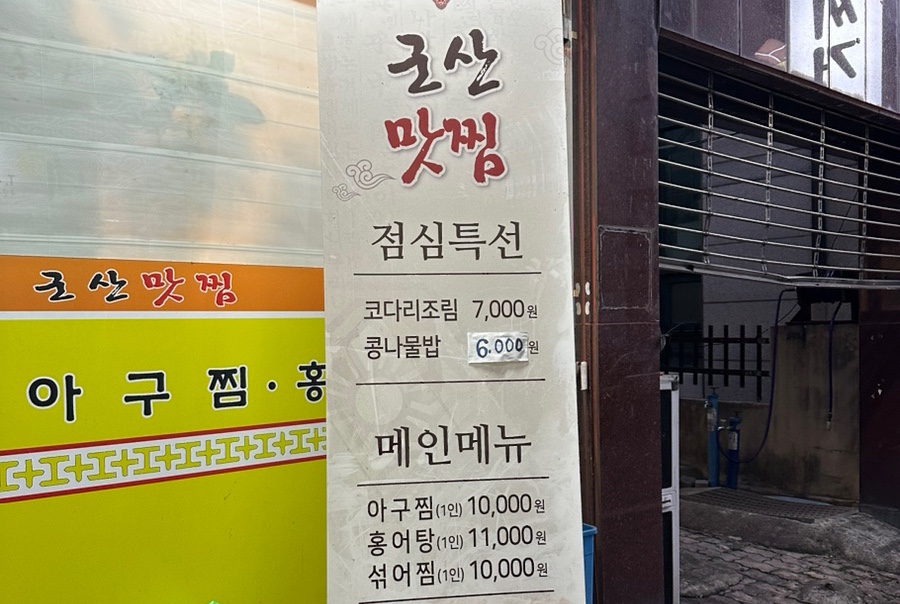 군산
맛찜
점심특선
코다리조림 7,000원
콩나물밥 6.000원
메인메뉴
아구찜(1인) 10,000원
홍어탕(1인) 11,000원
섞어찜(1인) 10,000원
군산맛찜
아구찜·홍